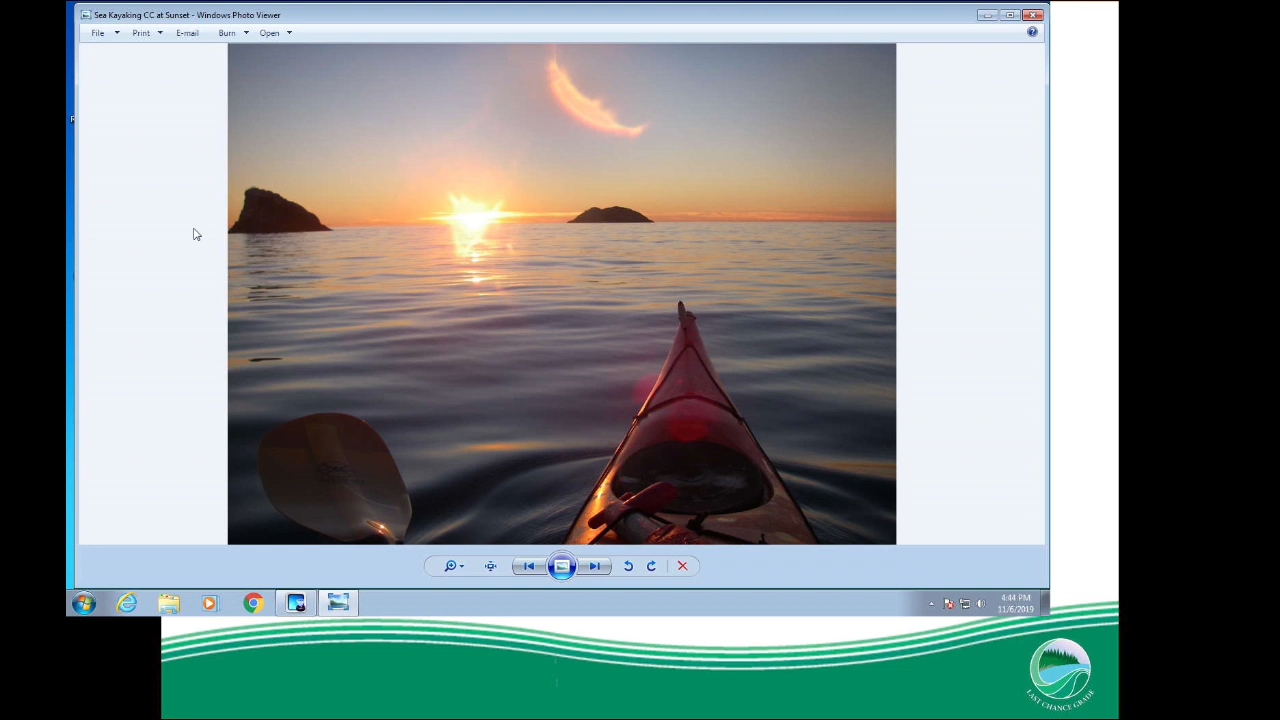 Sea Kayaking CC at Sunset - Windows Photo Viewer
File Print E-mail Burn Open
4:44 PM
11/6/2019
LAST CHANCE GRADE